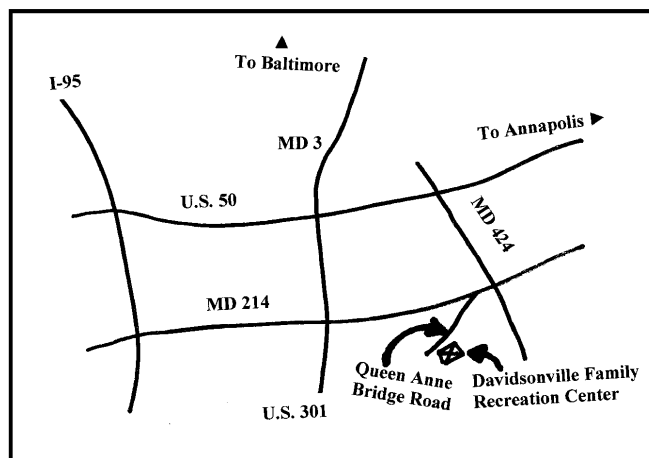 To Baltimore
I-95
MD 3
To Annapolis
U.S. 50
MD 424
MD 214
Queen Anne
Bridge Road
Davidsonville Family
Recreation Center
U.S. 301